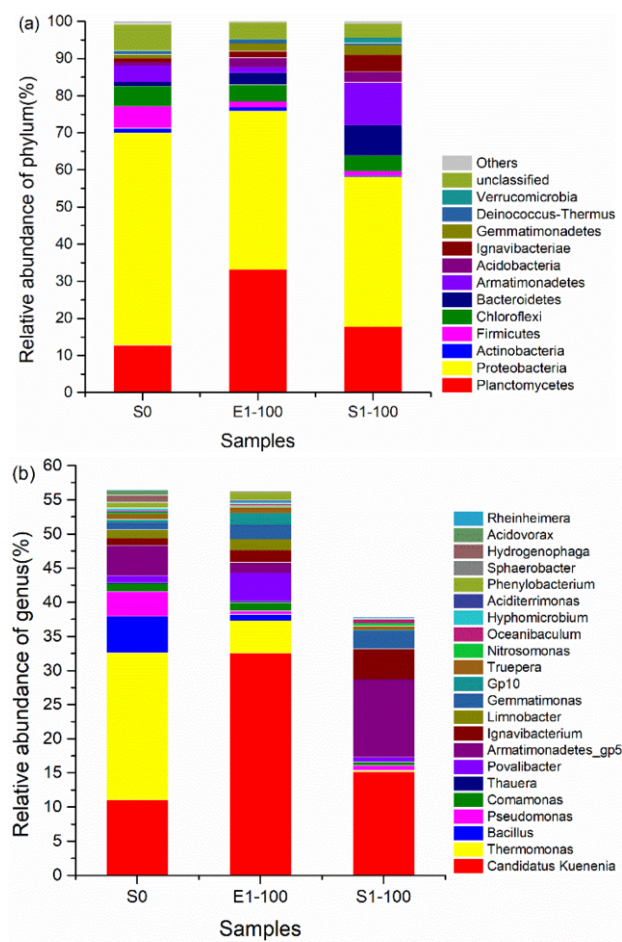 (a)
Relative abundance of phylum(%)
100
90
80
70
60
50
40
30
20
10
0
S0
E1-100
S1-100
Samples
Others
unclassified
Verrucomicrobia
Deinococcus-Thermus
Gemmatimonadetes
Ignavibacteriae
Acidobacteria
Armatimonadetes
Bacteroidetes
Chloroflexi
Firmicutes
Actinobacteria
Proteobacteria
Planctomycetes
(b)
Relative abundance of genus(%)
60
55
50
45
40
35
30
25
20
15
10
5
0
S0
E1-100
S1-100
Samples
Rheinheimera
Acidovorax
Hydrogenophaga
Sphaerobacter
Phenylobacterium
Aciditerrimonas
Hyphomicrobium
Oceanibaculum
Nitrosomonas
Truepera
Gp10
Gemmatimonas
Limnobacter
Ignavibacterium
Armatimonadetes_gp5
Povalibacter
Thauera
Comamonas
Pseudomonas
Bacillus
Thermomonas
Candidatus Kuenenia